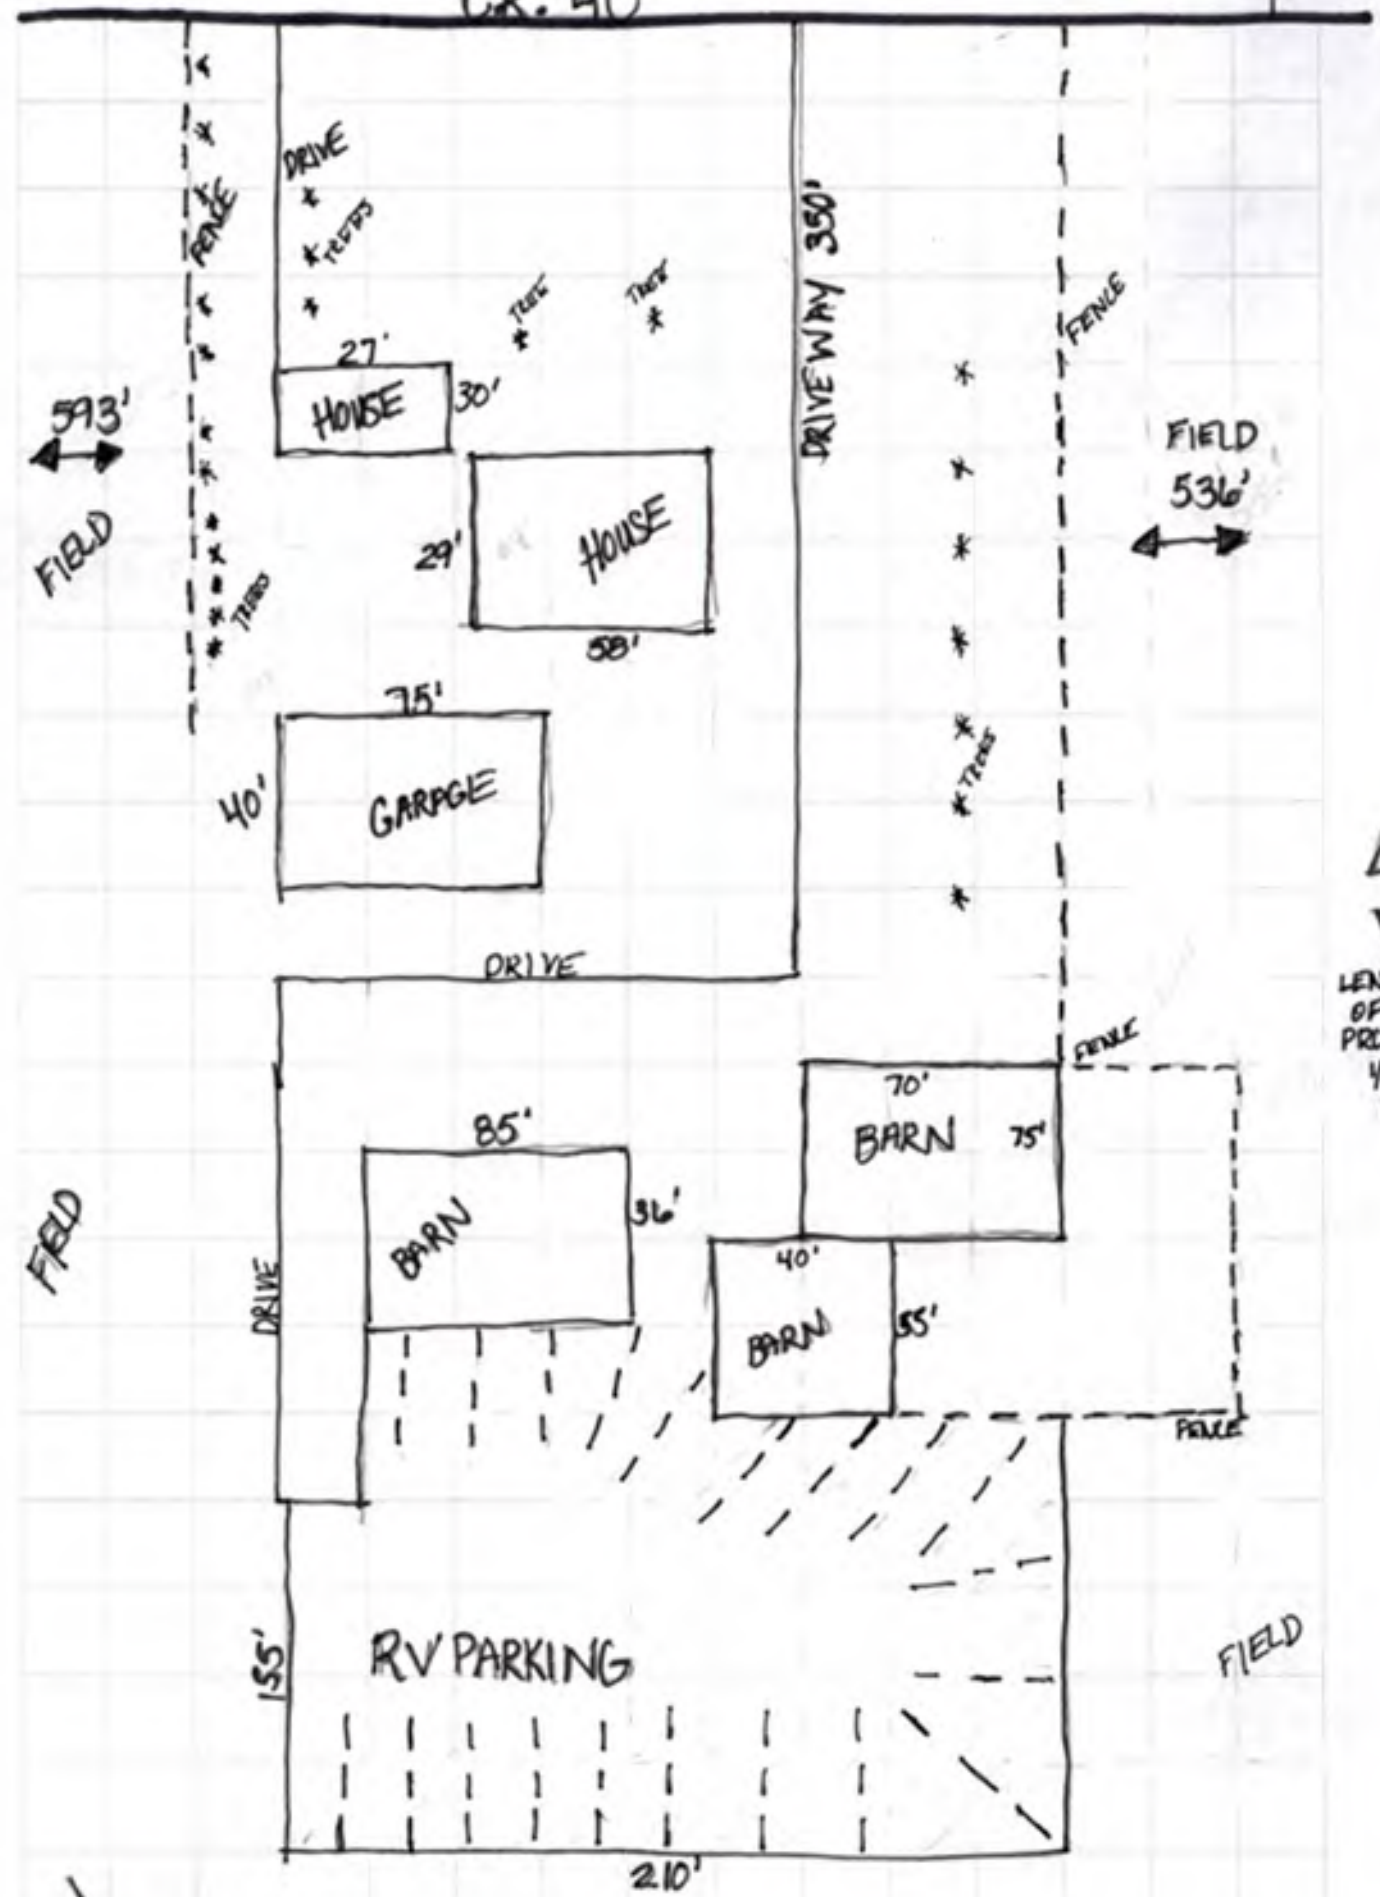 C.R. 40
DRIVE
FENCE
TREES
TREE
TREE
DRIVEWAY 350'
FENCE
27'
HOUSE
30'
593'
FIELD
FIELD
536'
29'
HOUSE
58'
TREES
75'
40'
GARAGE
TREES
DRIVE
FENCE
70'
BARN
75'
85'
BARN
36'
FIELD
DRIVE
40'
BARN
55'
FENCE
RV PARKING
155'
FIELD
210'